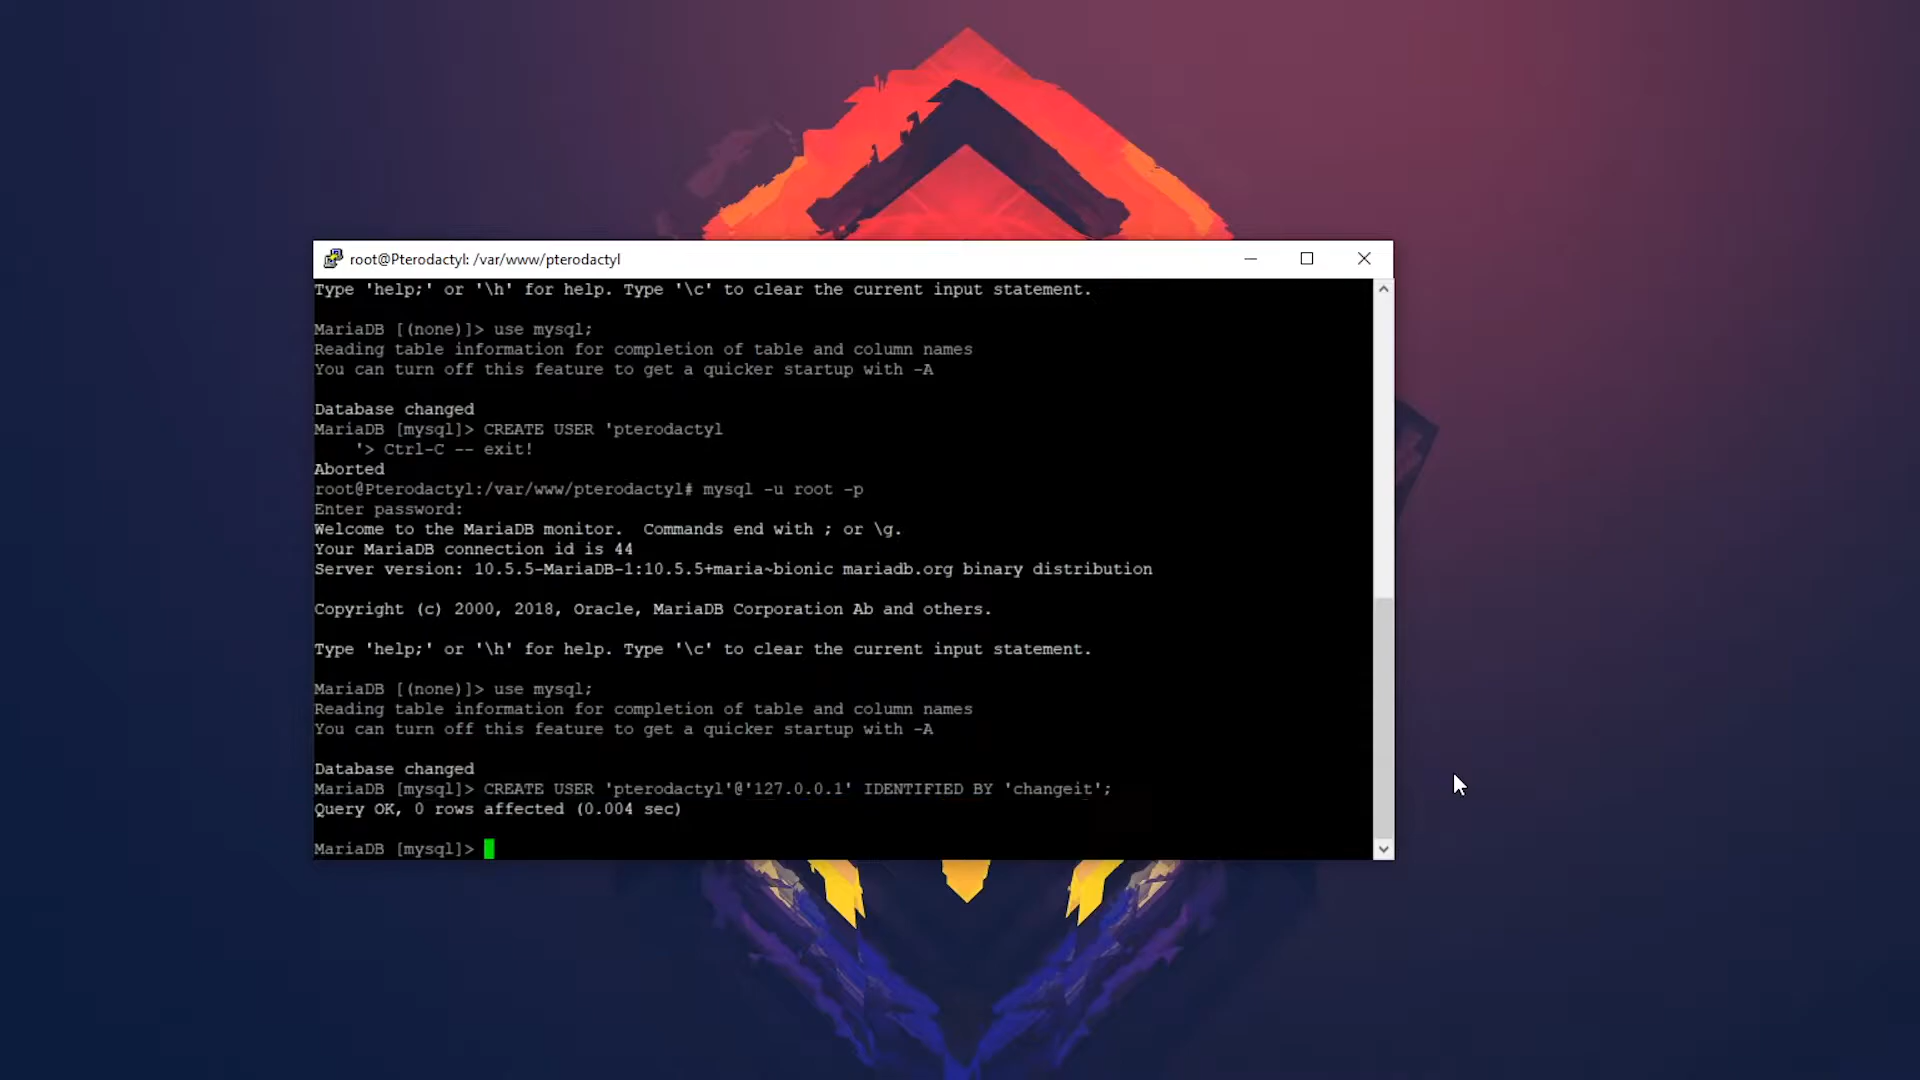 root@Pterodactyl: /var/www/pterodactyl
Type 'help;' or '\h' for help. Type '\c' to clear the current input statement.
MariaDB [(none)]> use mysql;
Reading table information for completion of table and column names
You can turn off this feature to get a quicker startup with -A
Database changed
MariaDB [mysql]> CREATE USER 'pterodactyl
'> Ctrl-C -- exit!
Aborted
root@Pterodactyl:/var/www/pterodactyl# mysql -u root -p
Enter password:
Welcome to the MariaDB monitor.  Commands end with ; or \g.
Your MariaDB connection id is 44
Server version: 10.5.5-MariaDB-1:10.5.5+maria~bionic mariadb.org binary distribution
Copyright (c) 2000, 2018, Oracle, MariaDB Corporation Ab and others.
Type 'help;' or '\h' for help. Type '\c' to clear the current input statement.
MariaDB [(none)]> use mysql;
Reading table information for completion of table and column names
You can turn off this feature to get a quicker startup with -A
Database changed
MariaDB [mysql]> CREATE USER 'pterodactyl'@'127.0.0.1' IDENTIFIED BY 'changeit';
Query OK, 0 rows affected (0.004 sec)
MariaDB [mysql]>